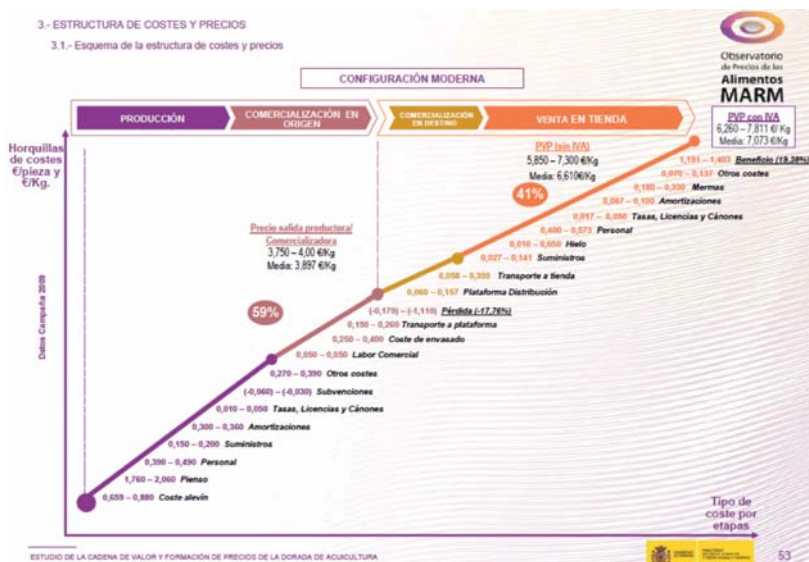 3.- ESTRUCTURA DE COSTES Y PRECIOS
3.1.- Esquema de la estructura de costes y precios
Observatorio
de Precios de los
Alimentos
MARM
CONFIGURACIÓN MODERNA
PRODUCCIÓN
COMERCIALIZACIÓN EN
ORIGEN
COMERCIALIZACIÓN
EN DESTINO
VENTA EN TIENDA
PVP con IVA
6,260 – 7,811 €/ Kg
Media: 7,073 €/Kg
Horquillas
de costes
€/pieza y
€/Kg.
PVP (sin IVA)
5,850 – 7,300 €/Kg
Media: 6,610€/Kg
41%
1,191 – 1,403 Beneficio (19,38%)
0,070 – 0,137 Otros costes
0,180 – 0,330 Mermas
0,067 – 0,100 Amortizaciones
0,017 – 0,050 Tasas, Licencias y Cánones
0,400 – 0,573 Personal
0,010 – 0,050 Hielo
0,027 – 0,141 Suministros
0,058 – 0,300 Transporte a tienda
0,060 – 0,157 Plataforma Distribución
Precio salida productora/
Comercializadora
3,750 – 4,00 €/Kg
Media: 3,897 €/Kg
59%
(-0,179) – (-1,110) Pérdida (-17,76%)
0,150 – 0,260 Transporte a plataforma
0,250 – 0,400 Coste de envasado
0,050 – 0,050 Labor Comercial
0,270 – 0,390 Otros costes
(-0,060) – (-0,030) Subvenciones
0,010 – 0,050 Tasas, Licencias y Cánones
0,300 – 0,360 Amortizaciones
0,150 – 0,200 Suministros
0,390 – 0,490 Personal
1,760 – 2,060 Pienso
0,659 – 0,880 Coste alevín
Datos Campaña 2009
Tipo de
coste por
etapas
ESTUDIO DE LA CADENA DE VALOR Y FORMACIÓN DE PRECIOS DE LA DORADA DE ACUICULTURA
53